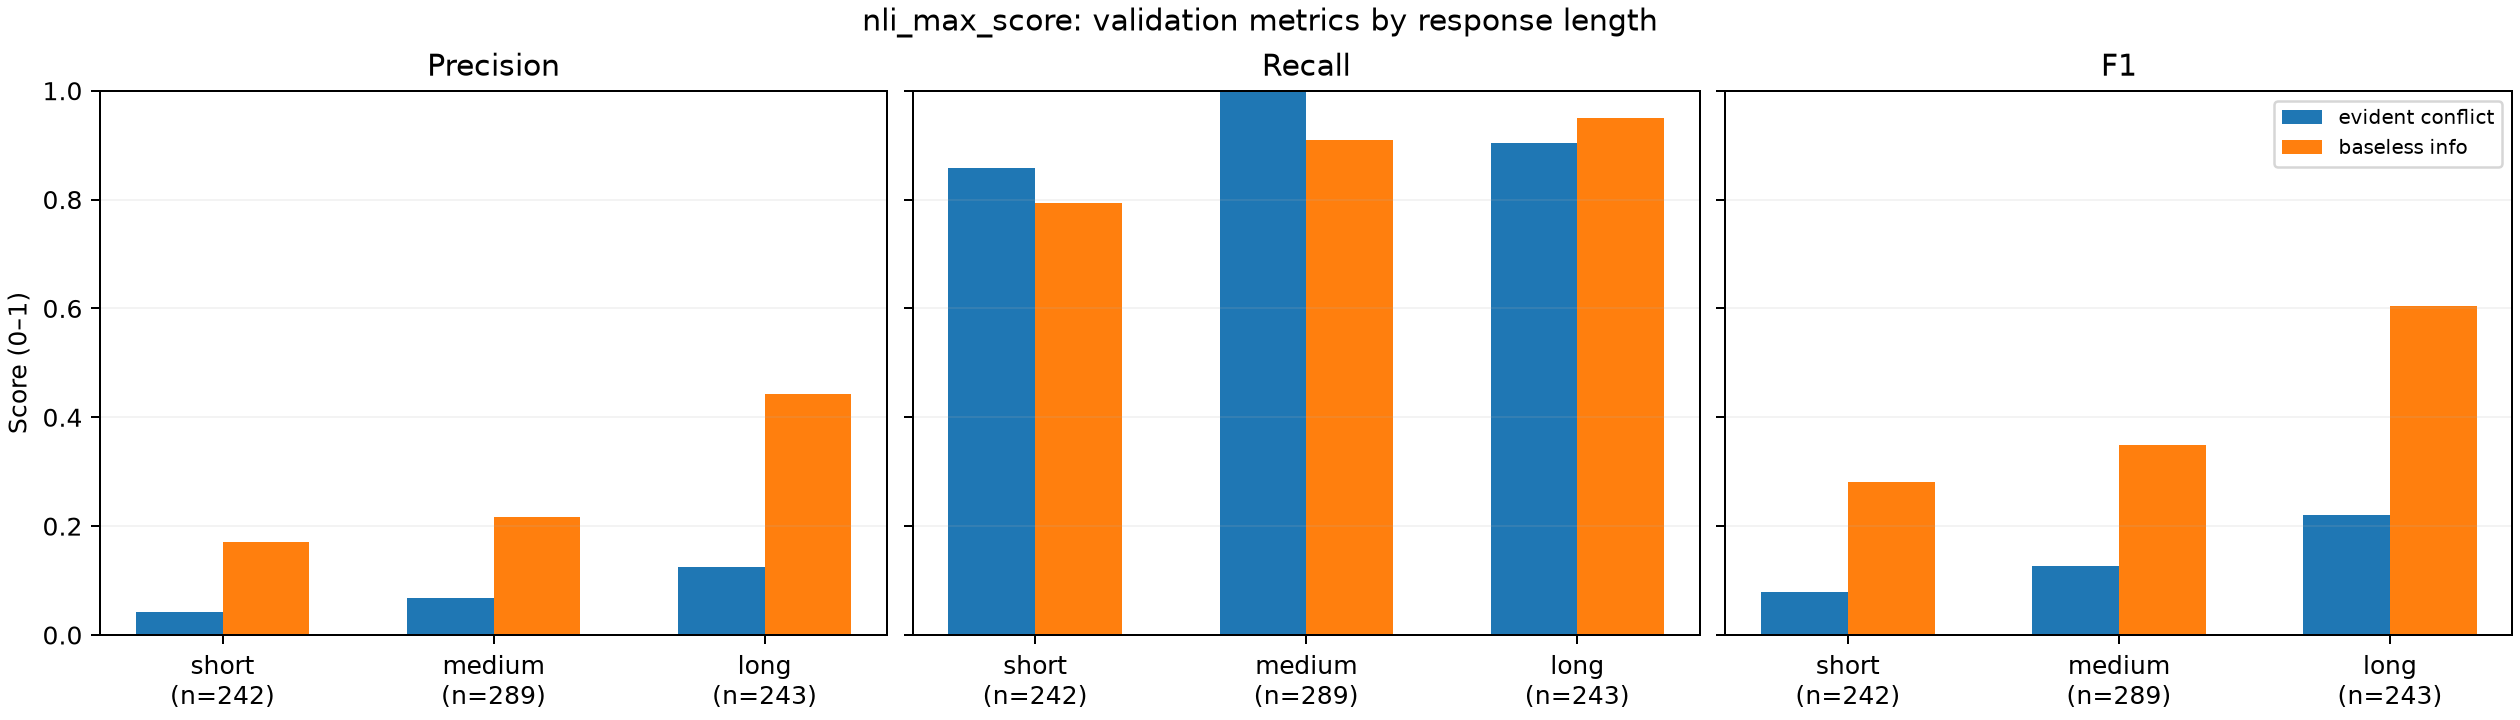 nli_max_score: validation metrics by response length
Precision
Recall
F1
Score (0–1)
1.0
0.8
0.6
0.4
0.2
0.0
evident conflict
baseless info
short
(n=242)
medium
(n=289)
long
(n=243)
short
(n=242)
medium
(n=289)
long
(n=243)
short
(n=242)
medium
(n=289)
long
(n=243)